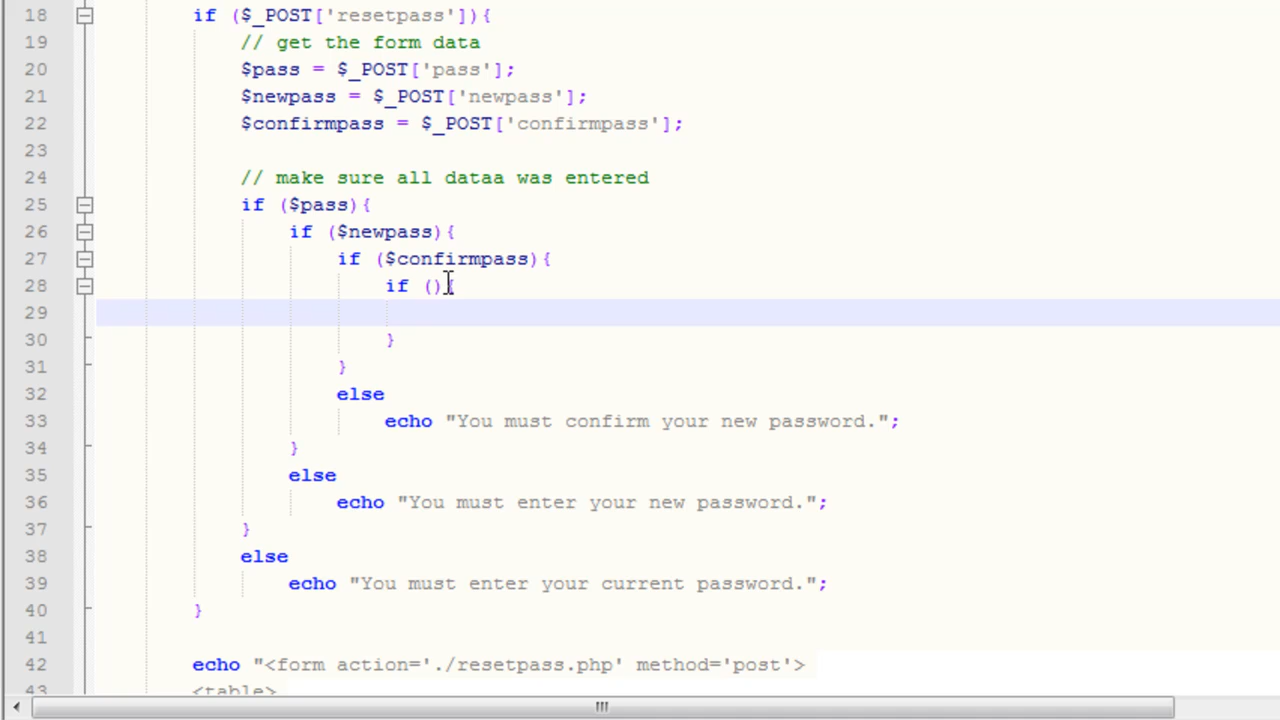 18 if ($_POST['resetpass']){
19 // get the form data
20 $pass = $_POST['pass'];
21 $newpass = $_POST['newpass'];
22 $confirmpass = $_POST['confirmpass'];
23
24 // make sure all dataa was entered
25 if ($pass){
26 if ($newpass){
27 if ($confirmpass){
28 if (){
29
30 }
31 }
32 else
33 echo "You must confirm your new password.";
34 }
35 else
36 echo "You must enter your new password.";
37 }
38 else
39 echo "You must enter your current password.";
40 }
41
42 echo "<form action='./resetpass.php' method='post'>
43 <table>